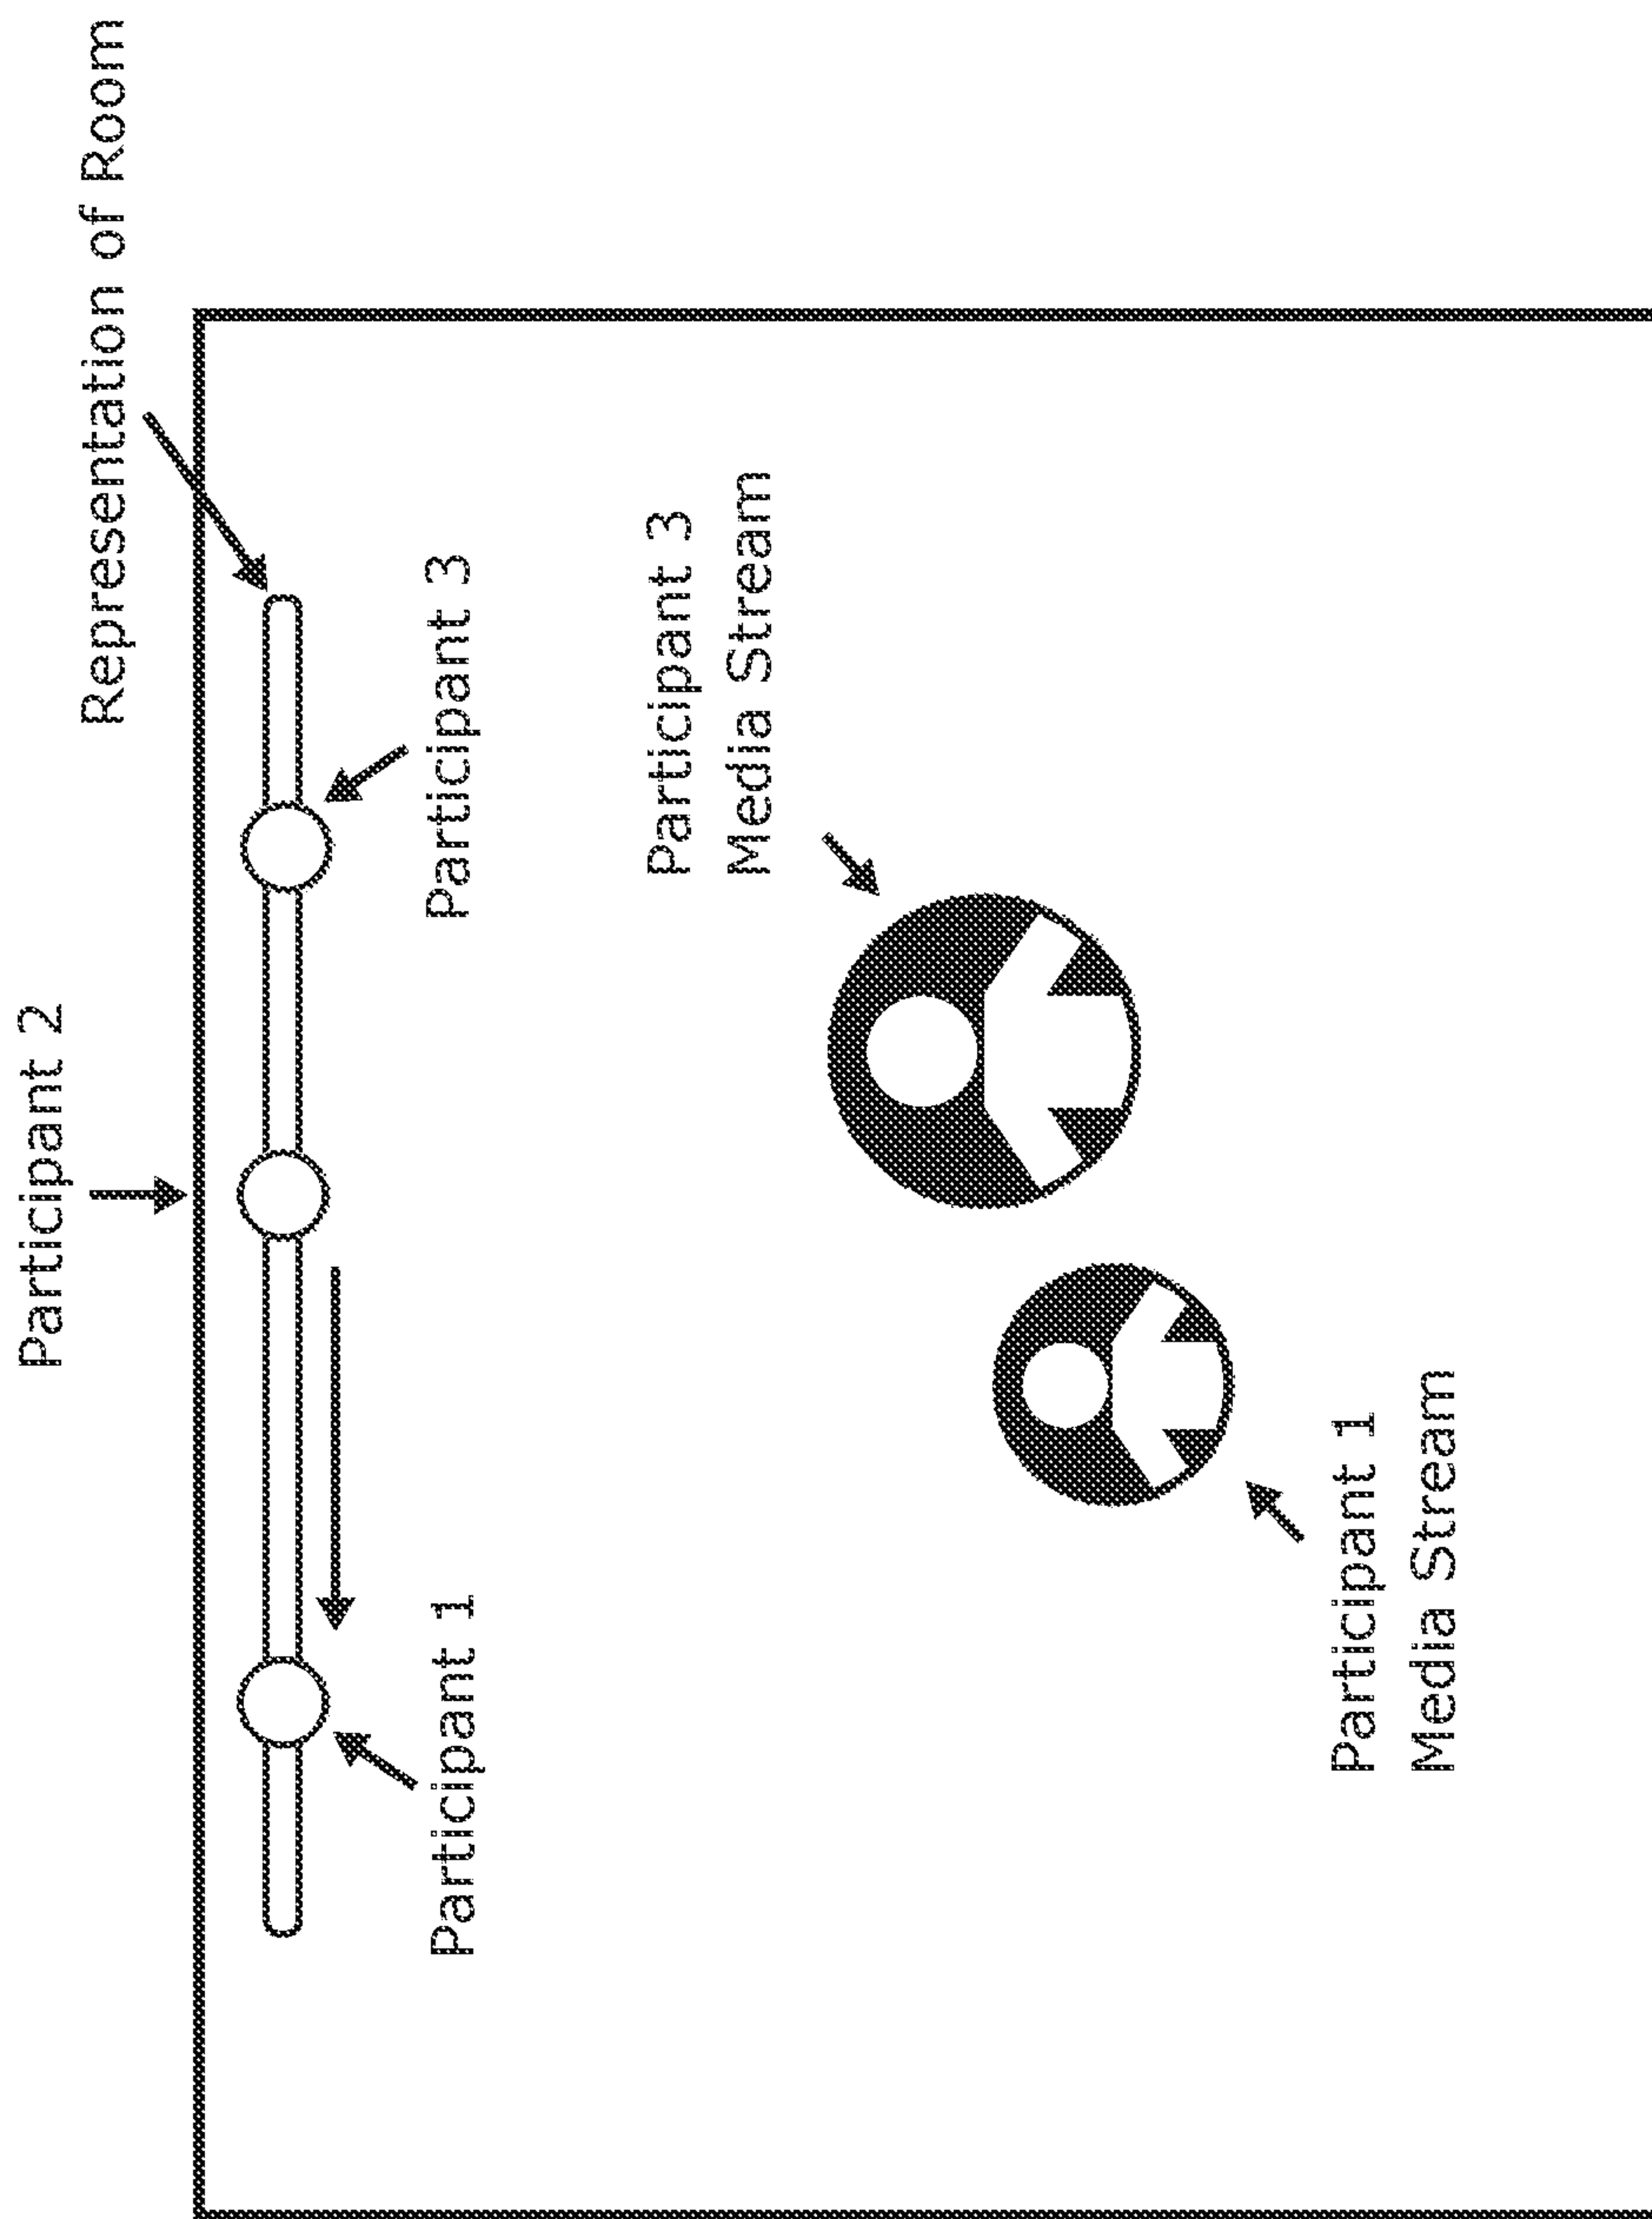 Participant 2
Representation of Room
Participant 1
Participant 3
Participant 3
Media Stream
Participant 1
Media Stream